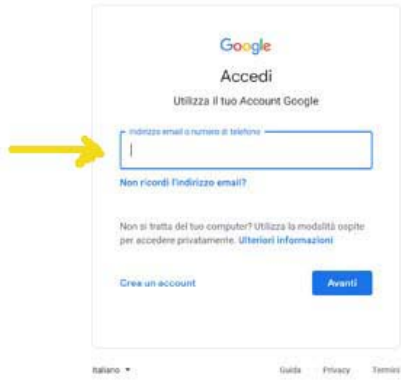 Google
Accedi
Utilizza il tuo Account Google
Indirizzo email o numero di telefono
Non ricordi l'indirizzo email?
Non si tratta del tuo computer? Utilizza la modalità ospite
per accedere privatamente. Ulteriori informazioni
Crea un account
Avanti
Italiano
Guida
Privacy
Termini